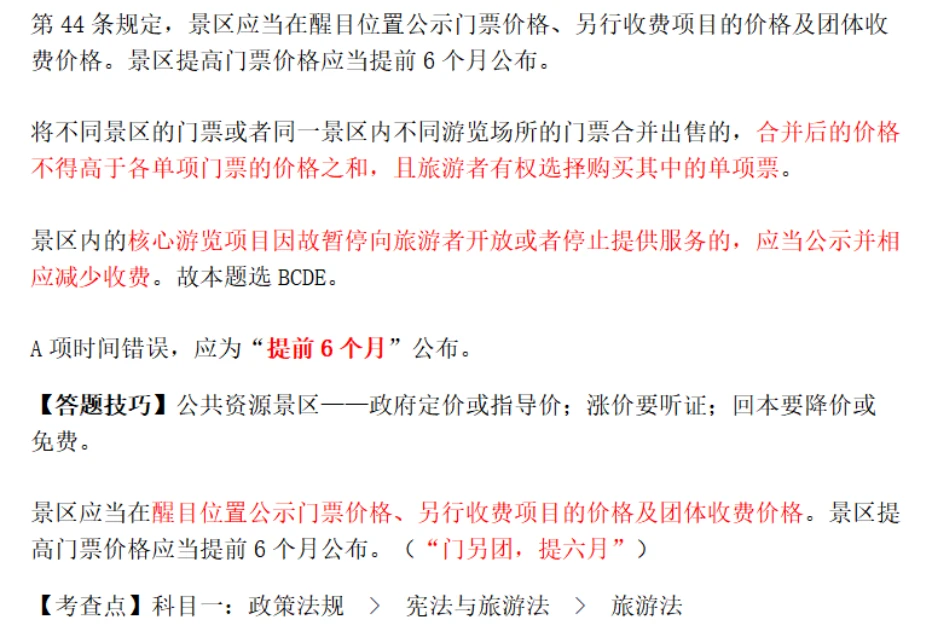 第 44 条规定，景区应当在醒目位置公示门票价格、另行收费项目的价格及团体收
费价格。景区提高门票价格应当提前 6 个月公布。
将不同景区的门票或者同一景区内不同游览场所的门票合并出售的，合并后的价格
不得高于各单项门票的价格之和，且旅游者有权选择购买其中的单项票。
景区内的核心游览项目因故暂停向旅游者开放或者停止提供服务的，应当公示并相
应减少收费。故本题选 BCDE。
A 项时间错误，应为“提前 6 个月”公布。
【答题技巧】公共资源景区——政府定价或指导价；涨价要听证；回本要降价或
免费。
景区应当在醒目位置公示门票价格、另行收费项目的价格及团体收费价格。景区提
高门票价格应当提前 6 个月公布。（“门另团，提六月”）
【考查点】科目一：政策法规 > 宪法与旅游法 > 旅游法